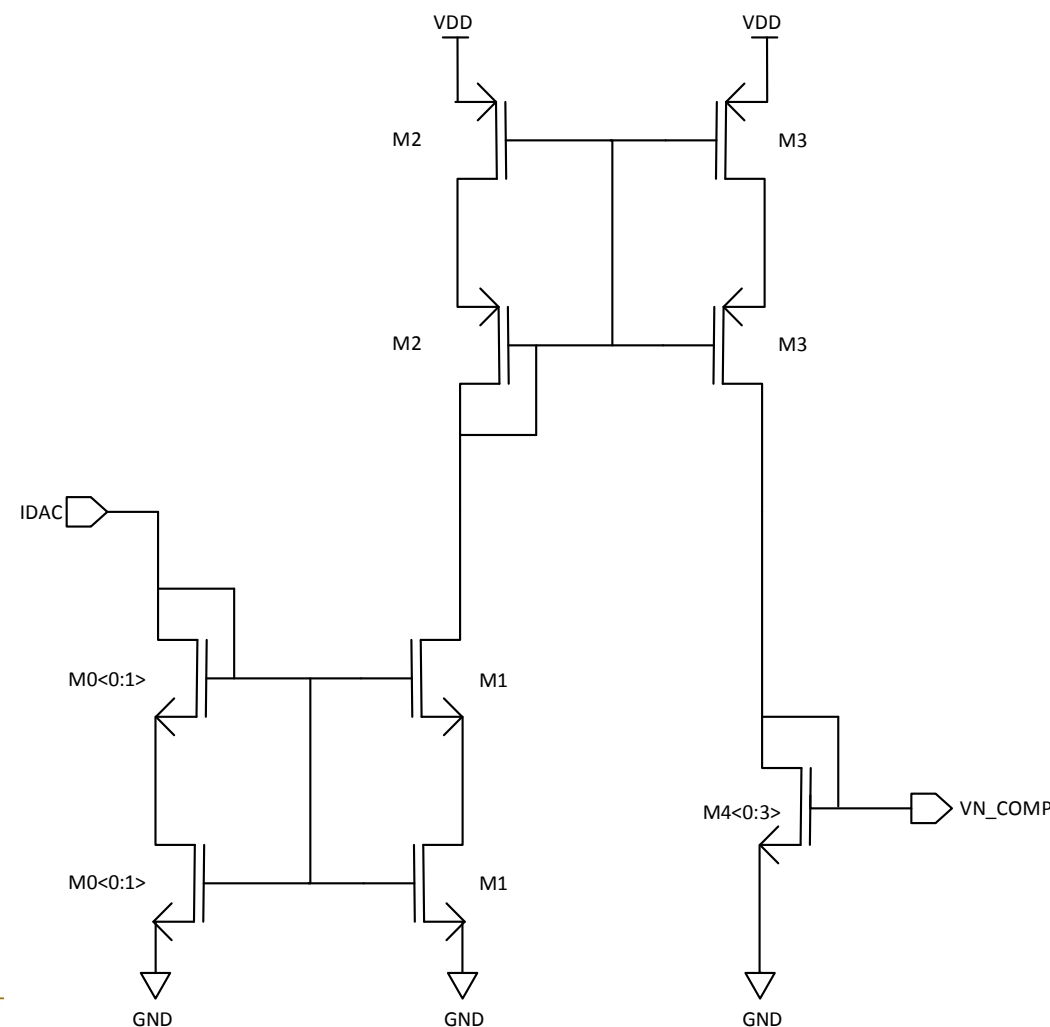 VDD
VDD
M2
M3
M2
M3
IDAC
M0<0:1>
M1
M4<0:3>
VN_COMP
M0<0:1>
M1
GND
GND
GND